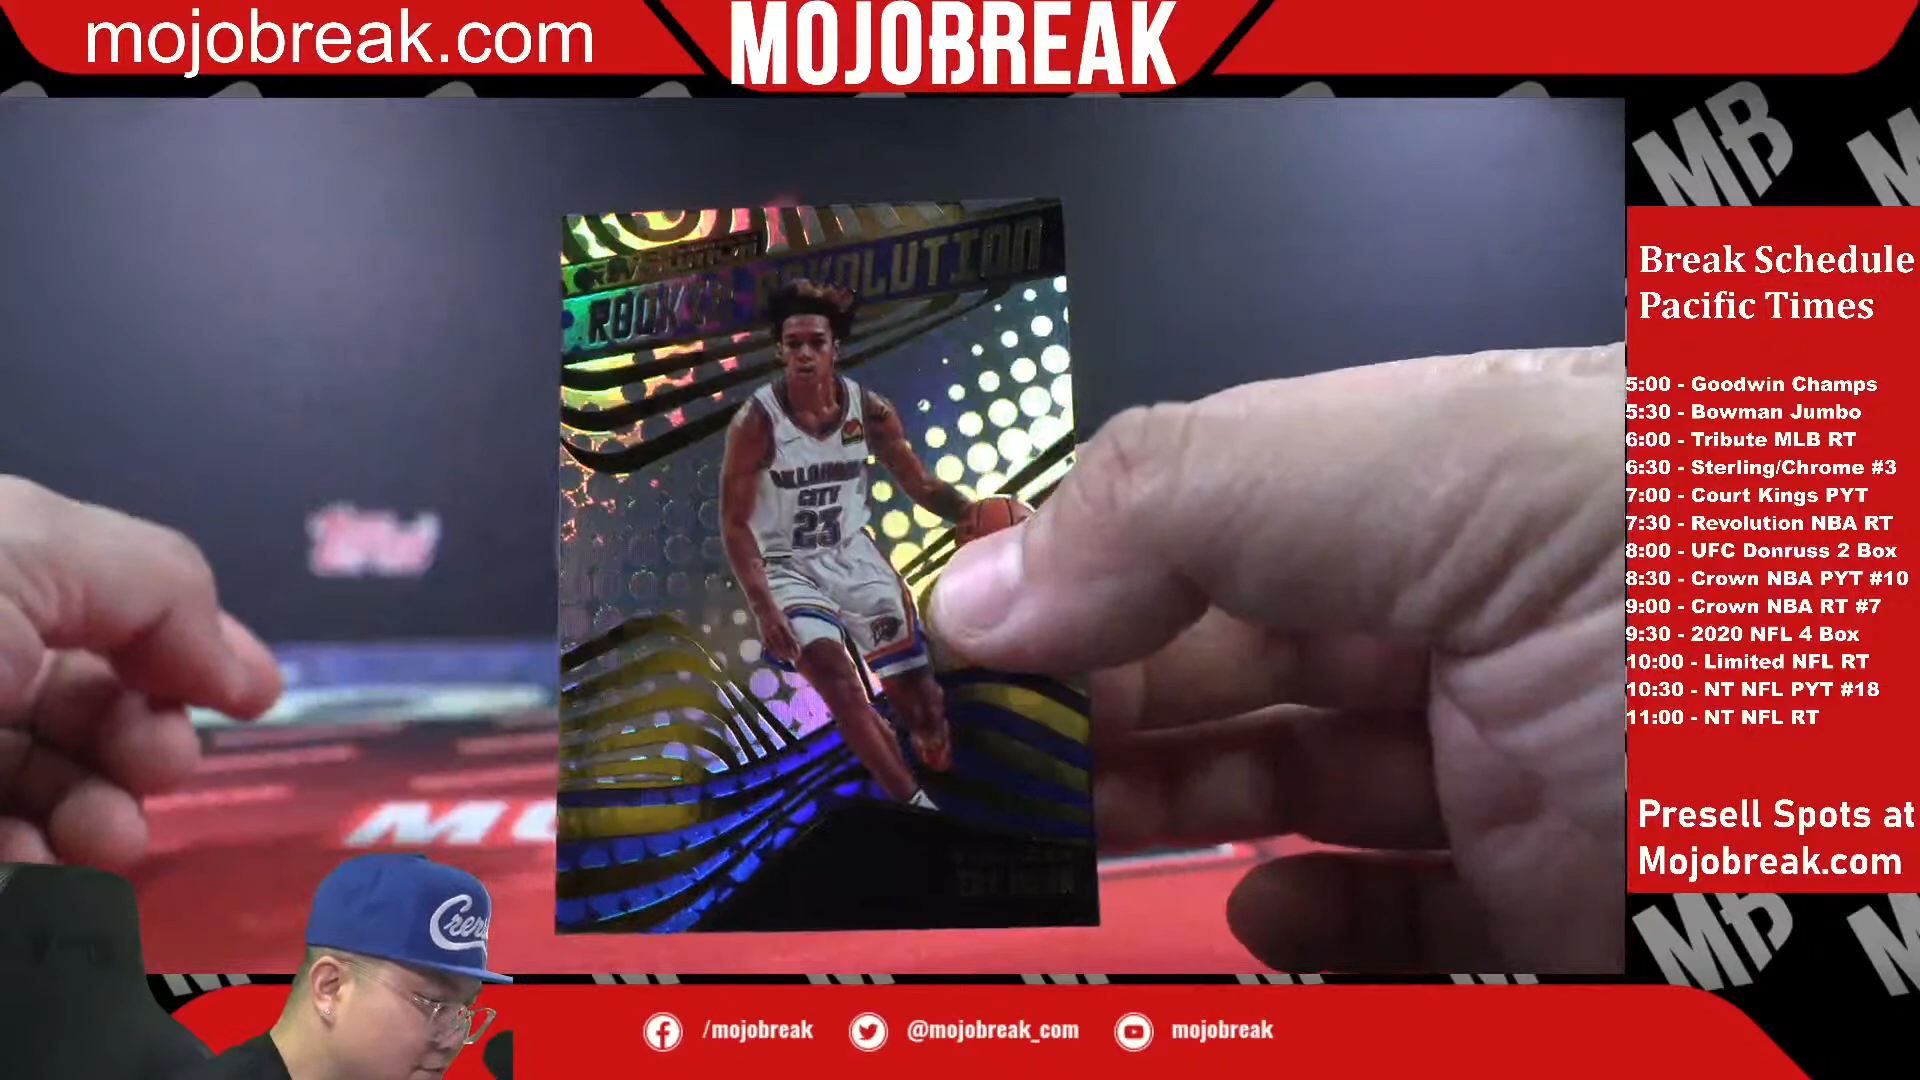 mojobreak.com
MOJOBREAK
Break Schedule
Pacific Times
5:00 - Goodwin Champs
5:30 - Bowman Jumbo
6:00 - Tribute MLB RT
6:30 - Sterling/Chrome #3
7:00 - Court Kings PYT
7:30 - Revolution NBA RT
8:00 - UFC Donruss 2 Box
8:30 - Crown NBA PYT #10
9:00 - Crown NBA RT #7
9:30 - 2020 NFL 4 Box
10:00 - Limited NFL RT
10:30 - NT NFL PYT #18
11:00 - NT NFL RT
Presell Spots at
Mojobreak.com
MB
MB
REVOLUTION
ROOKIE REVOLUTION
OKLAHOMA
CITY
23
/mojobreak
@mojobreak_com
mojobreak